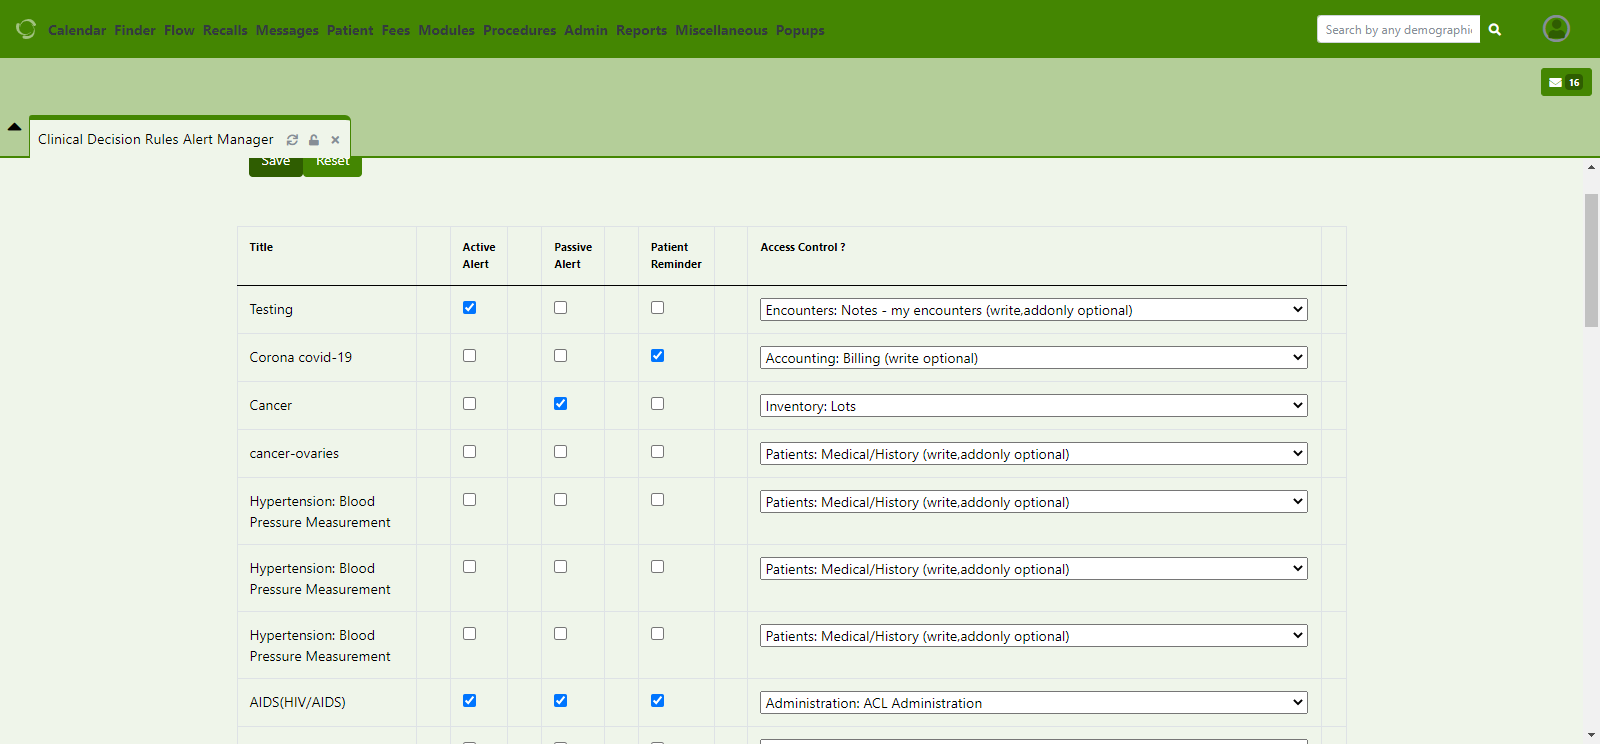 Calendar Finder Flow Recalls Messages Patient Fees Modules Procedures Admin Reports Miscellaneous Popups
Search by any demographi
16
Clinical Decision Rules Alert Manager
Save Reset
Title Active Alert Passive Alert Patient Reminder Access Control ?
Testing Encounters: Notes - my encounters (write,addonly optional)
Corona covid-19 Accounting: Billing (write optional)
Cancer Inventory: Lots
cancer-ovaries Patients: Medical/History (write,addonly optional)
Hypertension: Blood Patients: Medical/History (write,addonly optional)
Pressure Measurement
Hypertension: Blood Patients: Medical/History (write,addonly optional)
Pressure Measurement
Hypertension: Blood Patients: Medical/History (write,addonly optional)
Pressure Measurement
AIDS(HIV/AIDS) Administration: ACL Administration